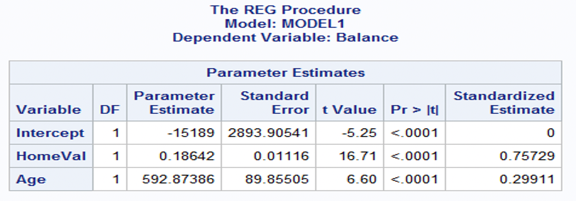 The REG Procedure
Model: MODEL1
Dependent Variable: Balance
Parameter Estimates
Variable DF Parameter Estimate Standard Error t Value Pr > |t| Standardized Estimate
Intercept 1 -15189 2893.90541 -5.25 <.0001 0
HomeVal 1 0.18642 0.01116 16.71 <.0001 0.75729
Age 1 592.87386 89.85505 6.60 <.0001 0.29911